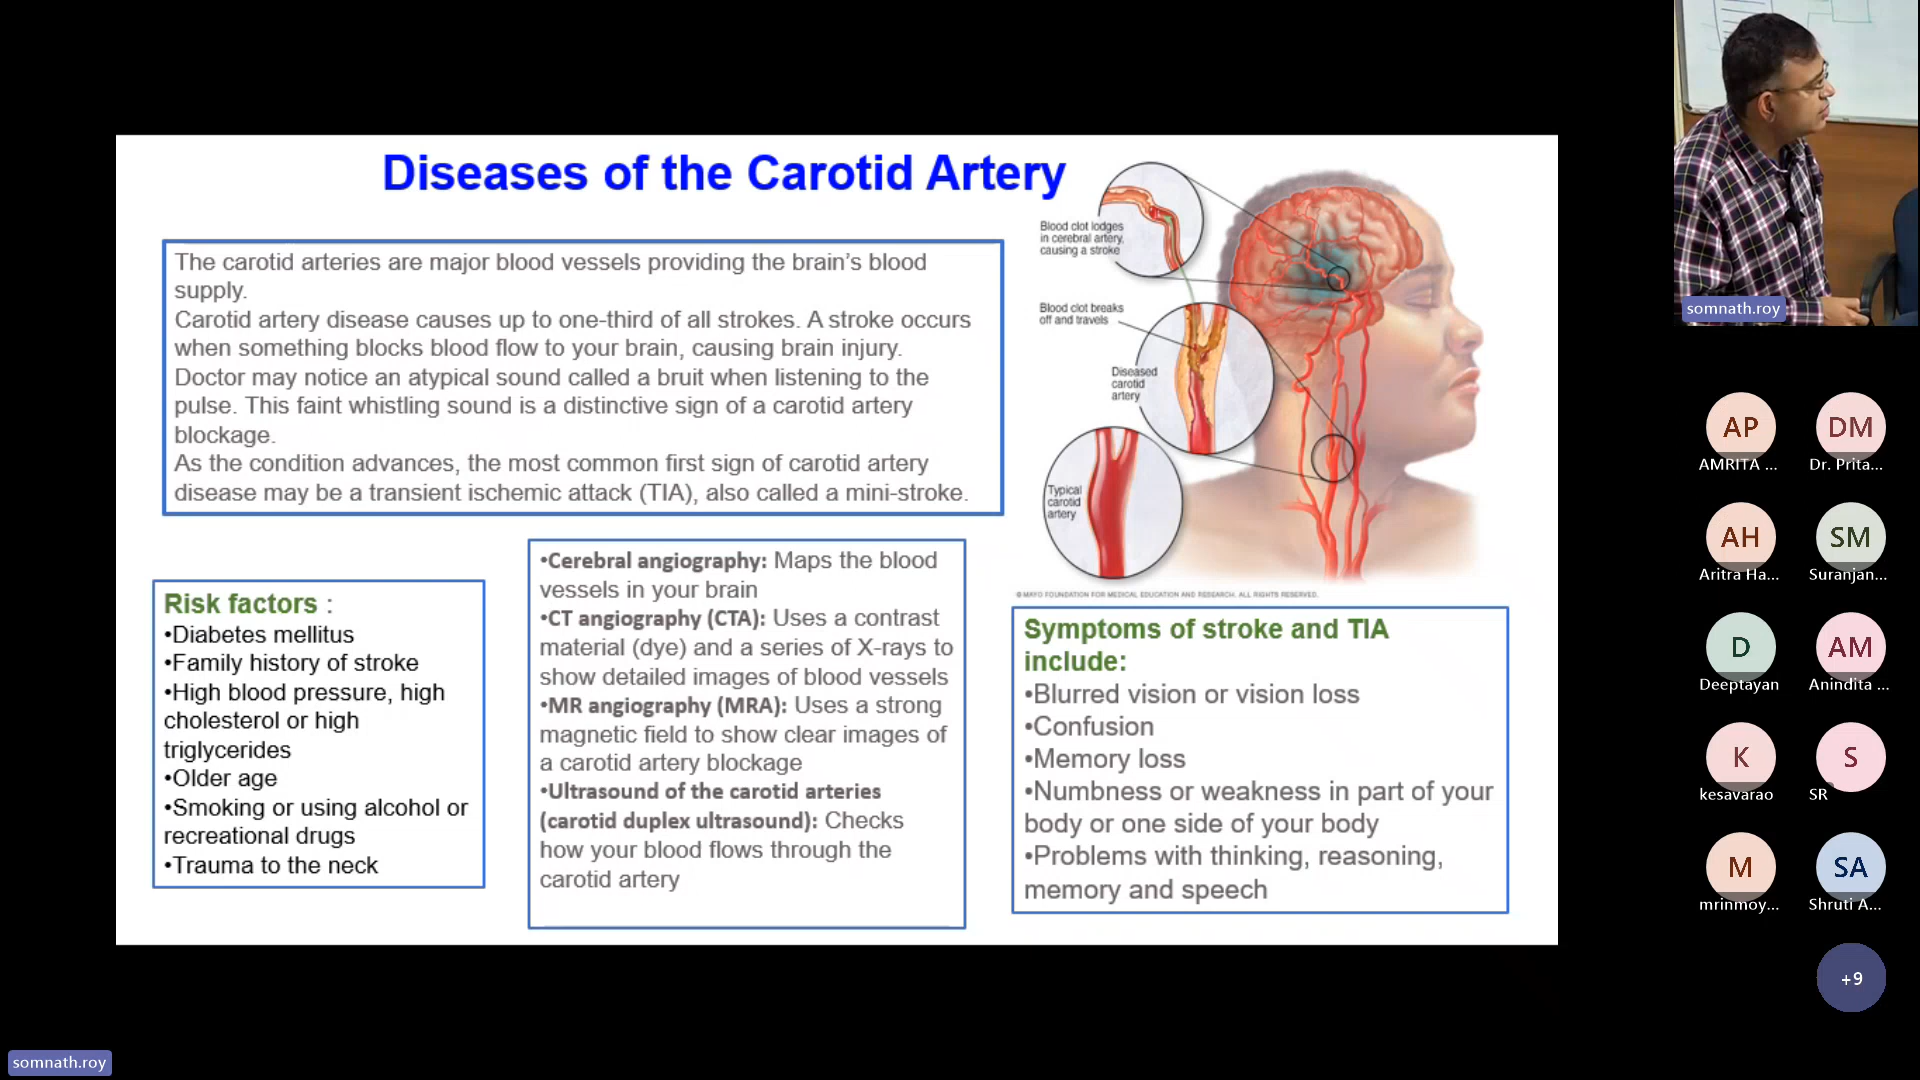 Diseases of the Carotid Artery
The carotid arteries are major blood vessels providing the brain’s blood
supply.
Carotid artery disease causes up to one-third of all strokes. A stroke occurs
when something blocks blood flow to your brain, causing brain injury.
Doctor may notice an atypical sound called a bruit when listening to the
pulse. This faint whistling sound is a distinctive sign of a carotid artery
blockage.
As the condition advances, the most common first sign of carotid artery
disease may be a transient ischemic attack (TIA), also called a mini-stroke.
Blood clot lodges
in cerebral artery,
causing a stroke
Blood clot breaks
off and travels
Diseased
carotid
artery
Typical
carotid
artery
© MAYO FOUNDATION FOR MEDICAL EDUCATION AND RESEARCH. ALL RIGHTS RESERVED.
Risk factors :
•Diabetes mellitus
•Family history of stroke
•High blood pressure, high
cholesterol or high
triglycerides
•Older age
•Smoking or using alcohol or
recreational drugs
•Trauma to the neck
•Cerebral angiography: Maps the blood
vessels in your brain
•CT angiography (CTA): Uses a contrast
material (dye) and a series of X-rays to
show detailed images of blood vessels
•MR angiography (MRA): Uses a strong
magnetic field to show clear images of
a carotid artery blockage
•Ultrasound of the carotid arteries
(carotid duplex ultrasound): Checks
how your blood flows through the
carotid artery
Symptoms of stroke and TIA
include:
•Blurred vision or vision loss
•Confusion
•Memory loss
•Numbness or weakness in part of your
body or one side of your body
•Problems with thinking, reasoning,
memory and speech
somnath.roy
AP
AMRITA ...
DM
Dr. Prita...
AH
Aritra Ha...
SM
Suranjan...
D
Deeptayan
AM
Anindita ...
K
kesavarao
S
SR
M
mrinmoy...
SA
Shruti A...
+9
somnath.roy